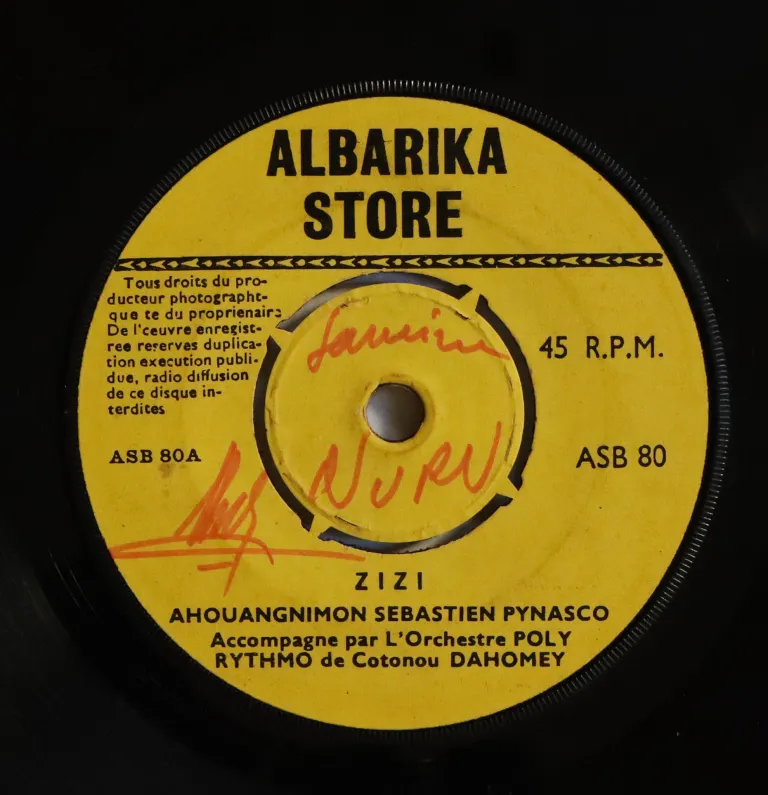 ALBARIKA
STORE
Tous droits du pro-
ducteur photographt-
que te du proprienaire
De l'ceuvre enregist-
ree rererves duplica-
tion execution publi-
due, radio diffusion
de ce disque in-
terdites
45 R.P.M.
ASB 80A
ASB 80
NURU
ZIZI
AHOUANGNIMON SEBASTIEN PYNASCO
Accompagne par L'Orchestre POLY
RYTHMO de Cotonou DAHOMEY